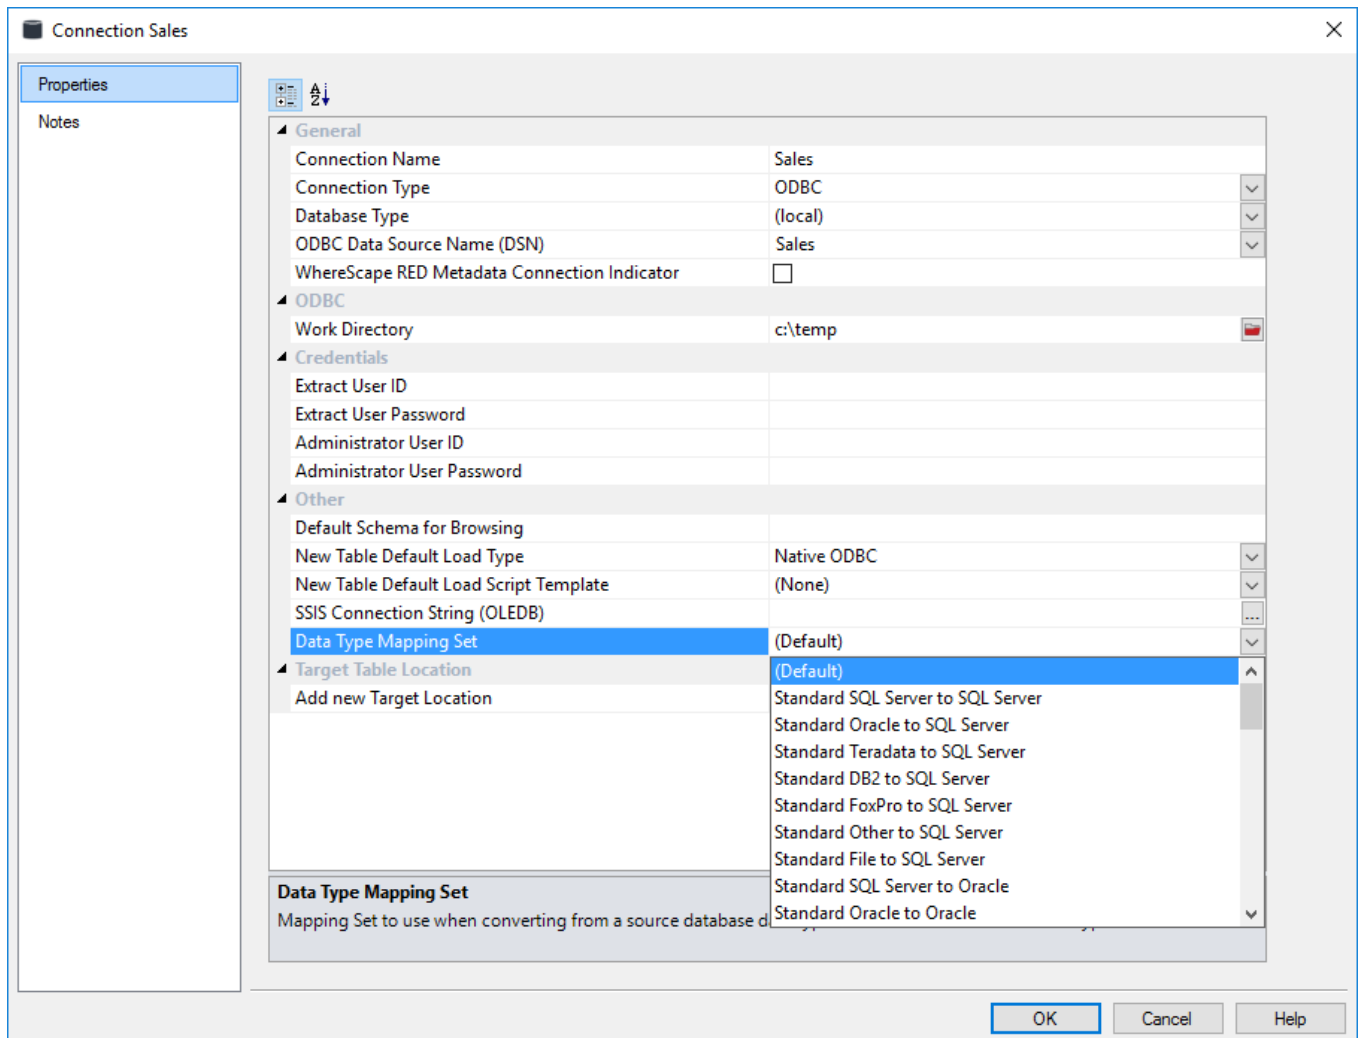 Connection Sales
Properties
Notes
General
Connection Name Sales
Connection Type ODBC
Database Type (local)
ODBC Data Source Name (DSN) Sales
WhereScape RED Metadata Connection Indicator
ODBC
Work Directory c:\temp
Credentials
Extract User ID
Extract User Password
Administrator User ID
Administrator User Password
Other
Default Schema for Browsing
New Table Default Load Type Native ODBC
New Table Default Load Script Template (None)
SSIS Connection String (OLEDB) ...
Data Type Mapping Set (Default)
Target Table Location
Add new Target Location
(Default)
Standard SQL Server to SQL Server
Standard Oracle to SQL Server
Standard Teradata to SQL Server
Standard DB2 to SQL Server
Standard FoxPro to SQL Server
Standard Other to SQL Server
Standard File to SQL Server
Standard SQL Server to Oracle
Standard Oracle to Oracle
Data Type Mapping Set
Mapping Set to use when converting from a source database
OK Cancel Help